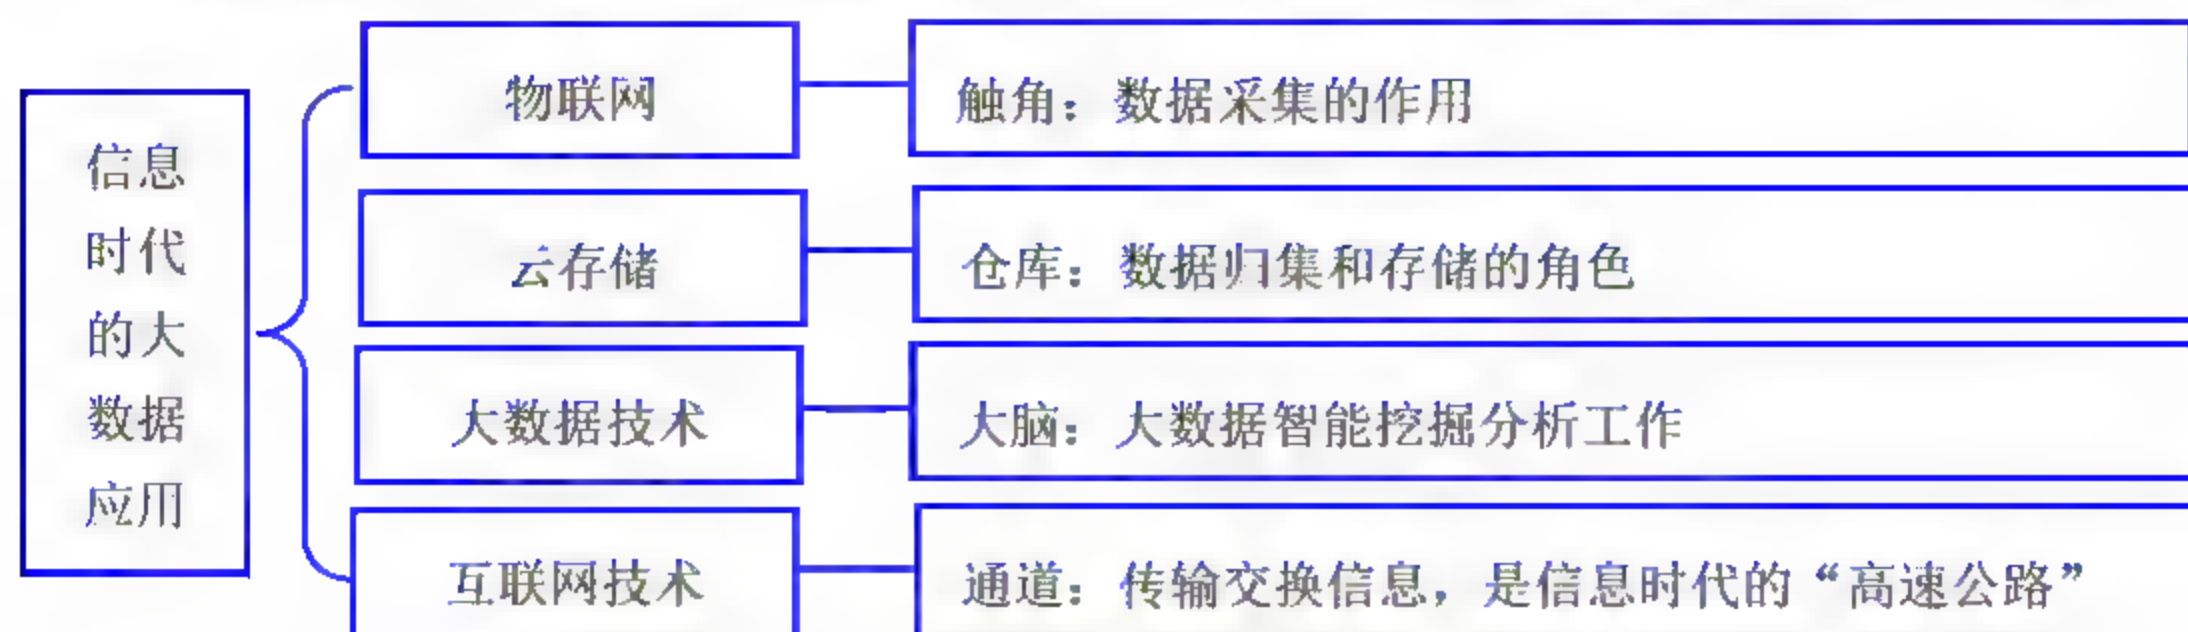 信息
时代
的大
数据
应用
物联网
触角：数据采集的作用
云存储
仓库：数据归集和存储的角色
大数据技术
大脑：大数据智能挖掘分析工作
互联网技术
通道：传输交换信息，是信息时代的“高速公路”